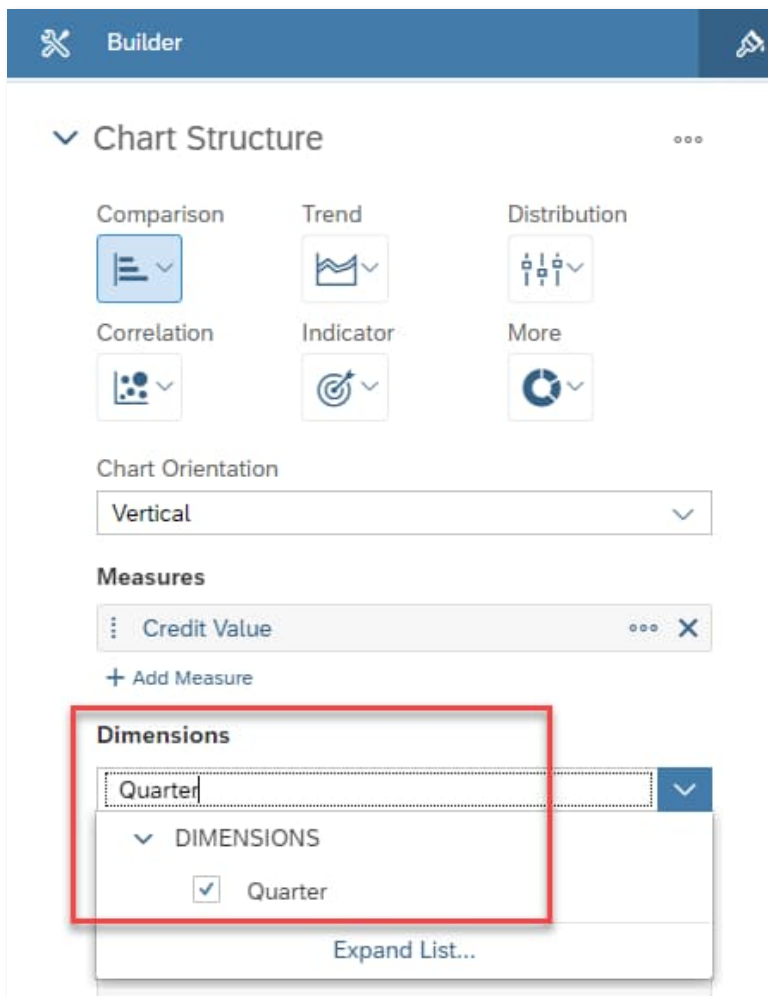 Builder
Chart Structure
Comparison Trend Distribution
Correlation Indicator More
Chart Orientation
Vertical
Measures
Credit Value
+ Add Measure
Dimensions
Quarter
DIMENSIONS
Quarter
Expand List...